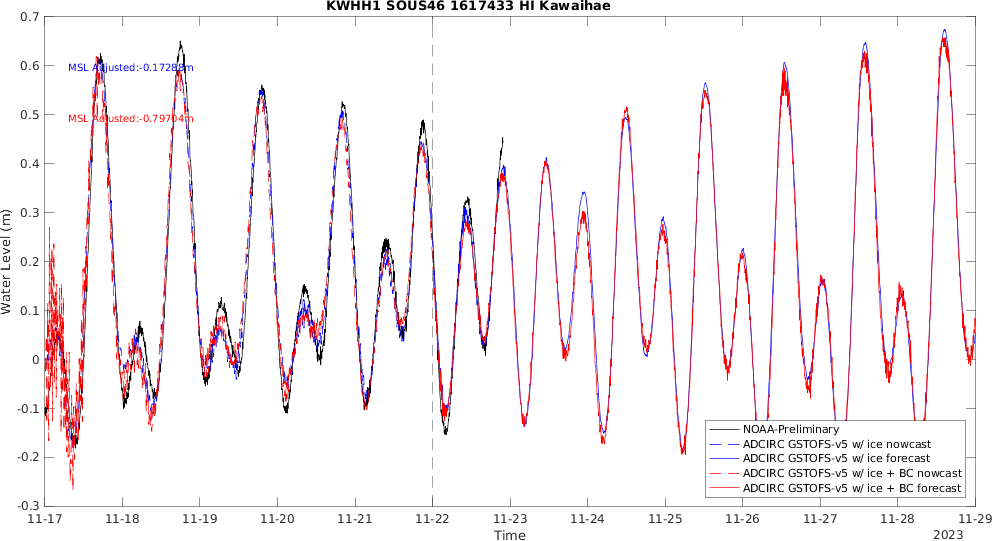 KWHH1 SOUS46 1617433 HI Kawaihae
0.7
0.6
0.5
0.4
0.3
0.2
0.1
0
-0.1
-0.2
-0.3
Water Level (m)
MSL Adjusted:-0.17288m
MSL Adjusted:-0.79704m
NOAA-Preliminary
ADCIRC GSTOFS-v5 w/ ice nowcast
ADCIRC GSTOFS-v5 w/ ice forecast
ADCIRC GSTOFS-v5 w/ ice + BC nowcast
ADCIRC GSTOFS-v5 w/ ice + BC forecast
11-17 11-18 11-19 11-20 11-21 11-22 11-23 11-24 11-25 11-26 11-27 11-28 11-29
Time
2023